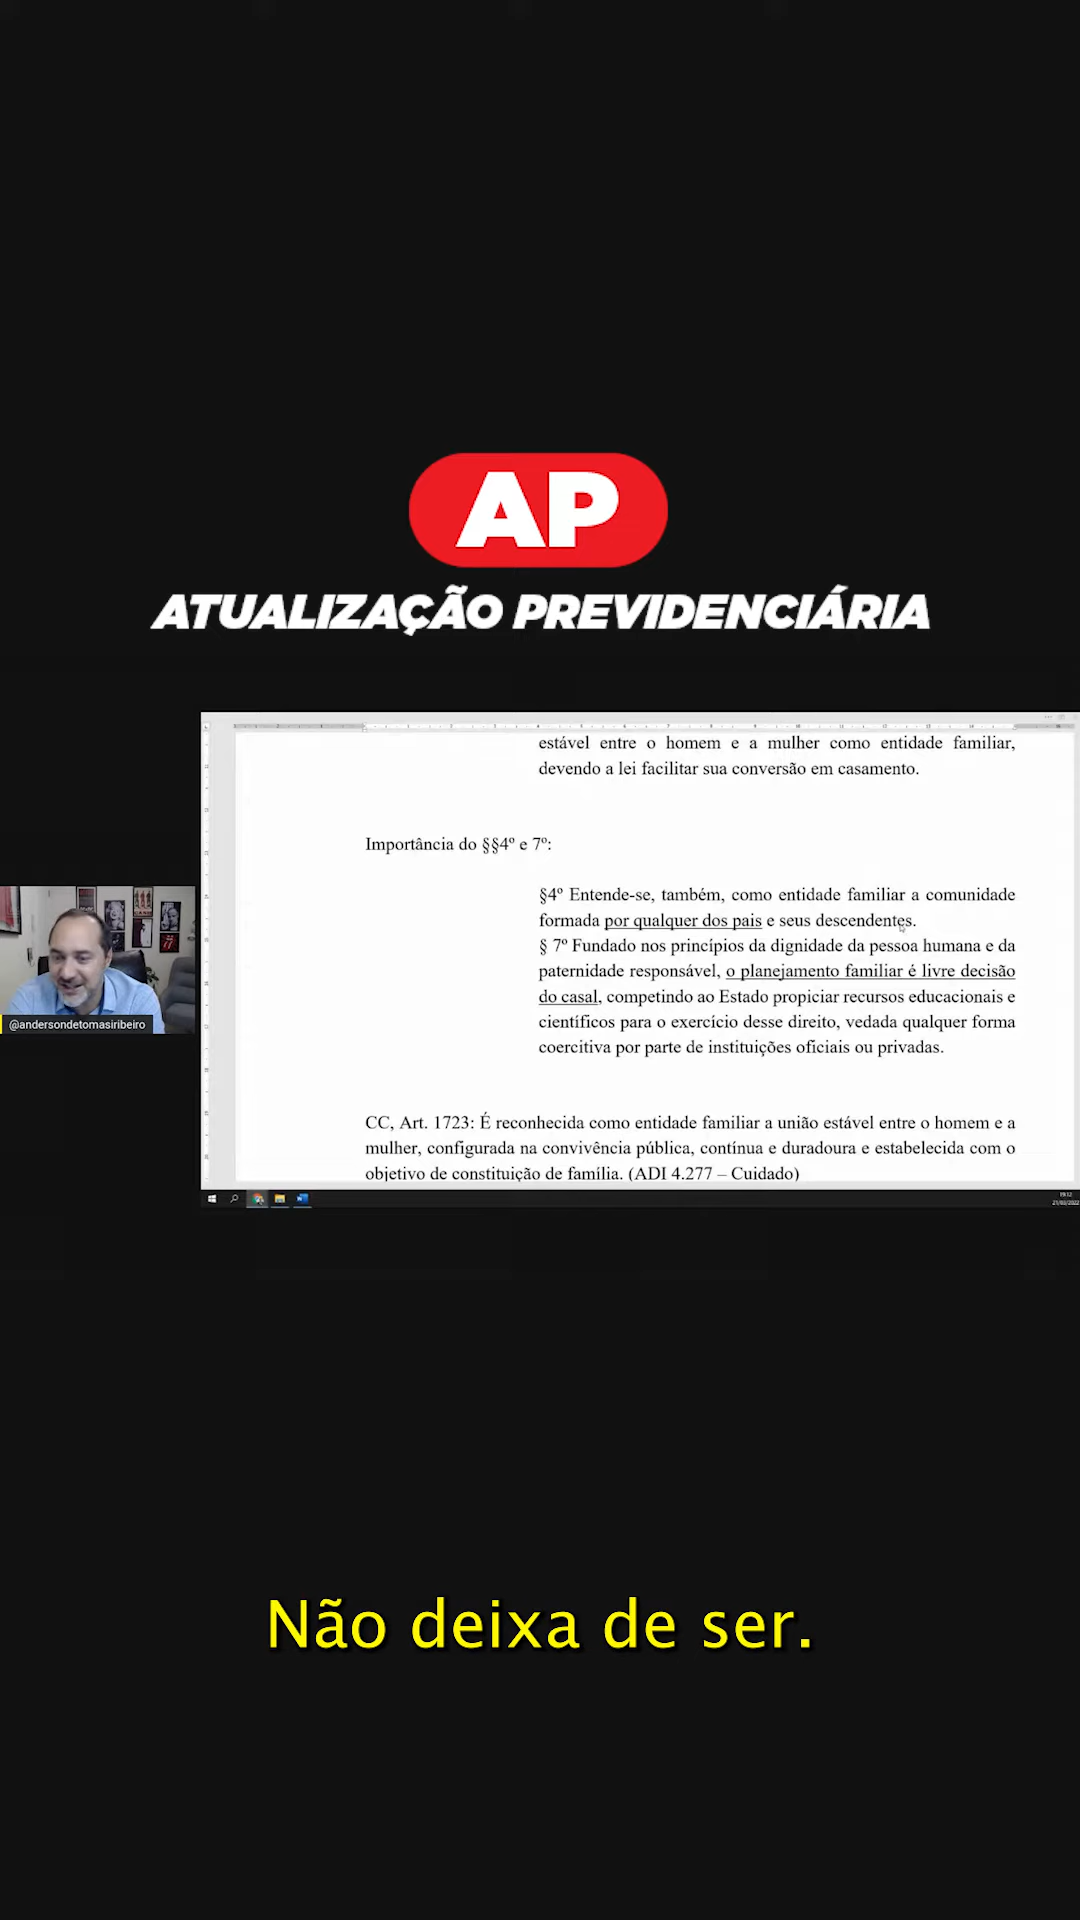 AP
ATUALIZAÇÃO PREVIDENCIÁRIA
estável entre o homem e a mulher como entidade familiar,
devendo a lei facilitar sua conversão em casamento.
Importância do §§4º e 7º:
§4º Entende-se, também, como entidade familiar a comunidade
formada por qualquer dos pais e seus descendentes.
§ 7º Fundado nos princípios da dignidade da pessoa humana e da
paternidade responsável, o planejamento familiar é livre decisão
do casal, competindo ao Estado propiciar recursos educacionais e
científicos para o exercício desse direito, vedada qualquer forma
coercitiva por parte de instituições oficiais ou privadas.
@andersondetomasiribeiro
CC, Art. 1723: É reconhecida como entidade familiar a união estável entre o homem e a
mulher, configurada na convivência pública, contínua e duradoura e estabelecida com o
objetivo de constituição de família. (ADI 4.277 – Cuidado)
19:12
21/03/2022
Não deixa de ser.